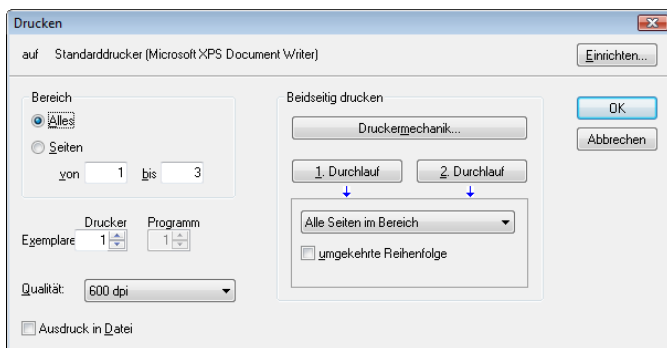 Drucken
auf Standarddrucker (Microsoft XPS Document Writer)
Einrichten...
Bereich
Alles
Seiten
von 1 bis 3
Drucker Programm
Exemplare 1 1
Qualität: 600 dpi
Ausdruck in Datei
Beidseitig drucken
Druckermechanik...
1. Durchlauf 2. Durchlauf
Alle Seiten im Bereich
umgekehrte Reihenfolge
OK
Abbrechen